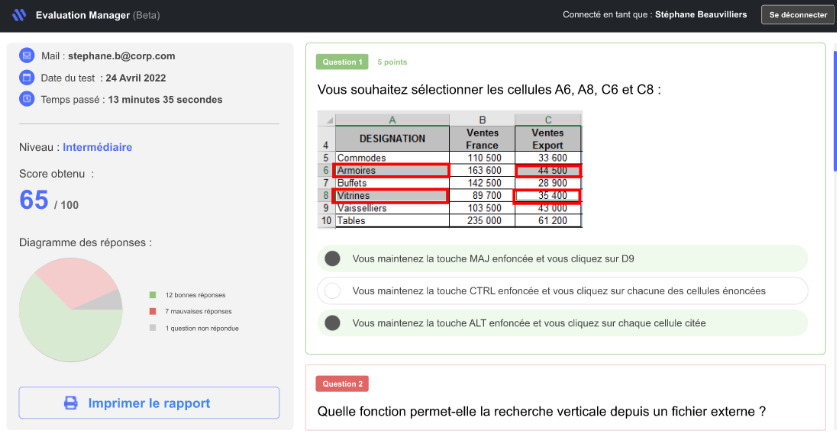 Evaluation Manager (Beta)
Connecté en tant que : Stéphane Beauvilliers
Se déconnecter
Mail : stephane.b@corp.com
Date du test : 24 Avril 2022
Temps passé : 13 minutes 35 secondes
Niveau : Intermédiaire
Score obtenu :
65 / 100
Diagramme des réponses :
12 bonnes réponses
7 mauvaises réponses
1 question non répondue
Imprimer le rapport
Question 1 5 points
Vous souhaitez sélectionner les cellules A6, A8, C6 et C8 :
A B C
4 DESIGNATION Ventes France Ventes Export
5 Commodes 110 500 33 600
6 Armoires 163 600 44 500
7 Buffets 142 500 28 900
8 Vitrines 89 700 35 400
9 Vaisseliers 103 500 43 000
10 Tables 235 000 61 200
Vous maintenez la touche MAJ enfoncée et vous cliquez sur D9
Vous maintenez la touche CTRL enfoncée et vous cliquez sur chacune des cellules énoncées
Vous maintenez la touche ALT enfoncée et vous cliquez sur chaque cellule citée
Question 2
Quelle fonction permet-elle la recherche verticale depuis un fichier externe ?